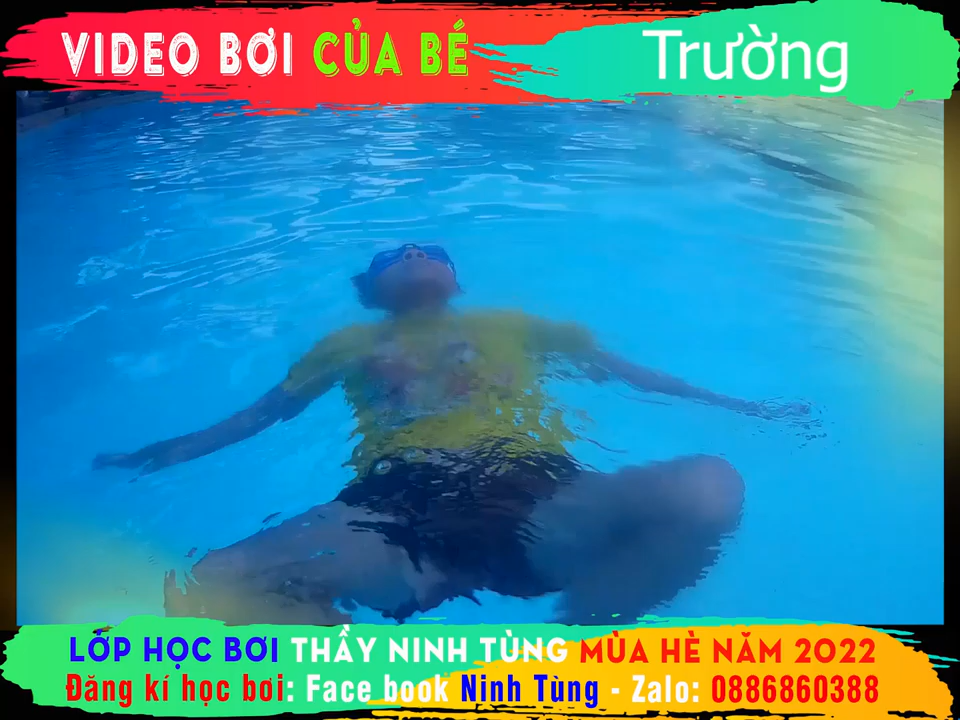 VIDEO BƠI CỦA BÉ
Trường
LỚP HỌC BƠI THẦY NINH TÙNG MÙA HÈ NĂM 2022
Đăng kí học bơi: Face book Ninh Tùng - Zalo: 0886860388